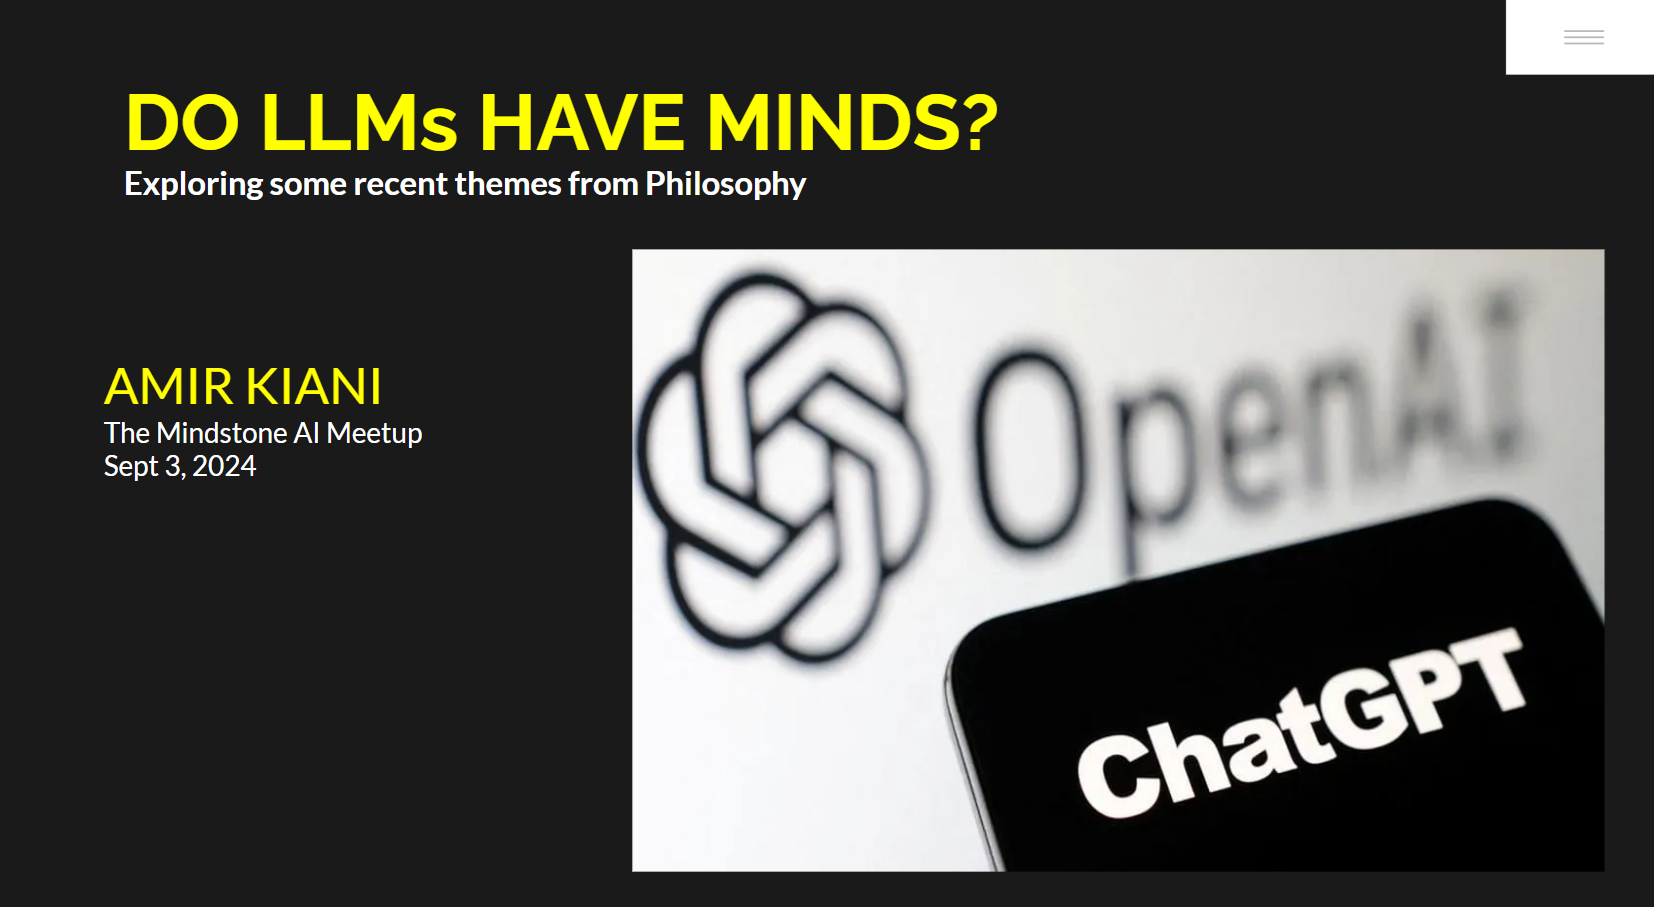 DO LLMs HAVE MINDS?
Exploring some recent themes from Philosophy
AMIR KIANI
The Mindstone AI Meetup
Sept 3, 2024
OpenAI
ChatGPT